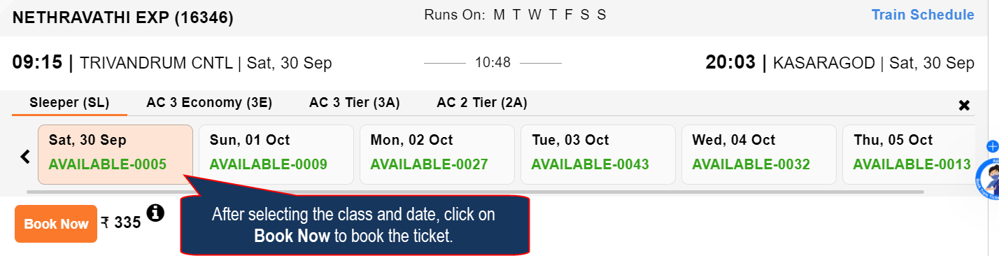 NETHRAVATHI EXP (16346) Runs On: M T W T F S S Train Schedule
09:15 | TRIVANDRUM CNTL | Sat, 30 Sep 10:48 20:03 | KASARAGOD | Sat, 30 Sep
Sleeper (SL) AC 3 Economy (3E) AC 3 Tier (3A) AC 2 Tier (2A)
Sat, 30 Sep Sun, 01 Oct Mon, 02 Oct Tue, 03 Oct Wed, 04 Oct Thu, 05 Oct
AVAILABLE-0005 AVAILABLE-0009 AVAILABLE-0027 AVAILABLE-0043 AVAILABLE-0032 AVAILABLE-0013
Book Now ₹ 335
After selecting the class and date, click on
Book Now to book the ticket.